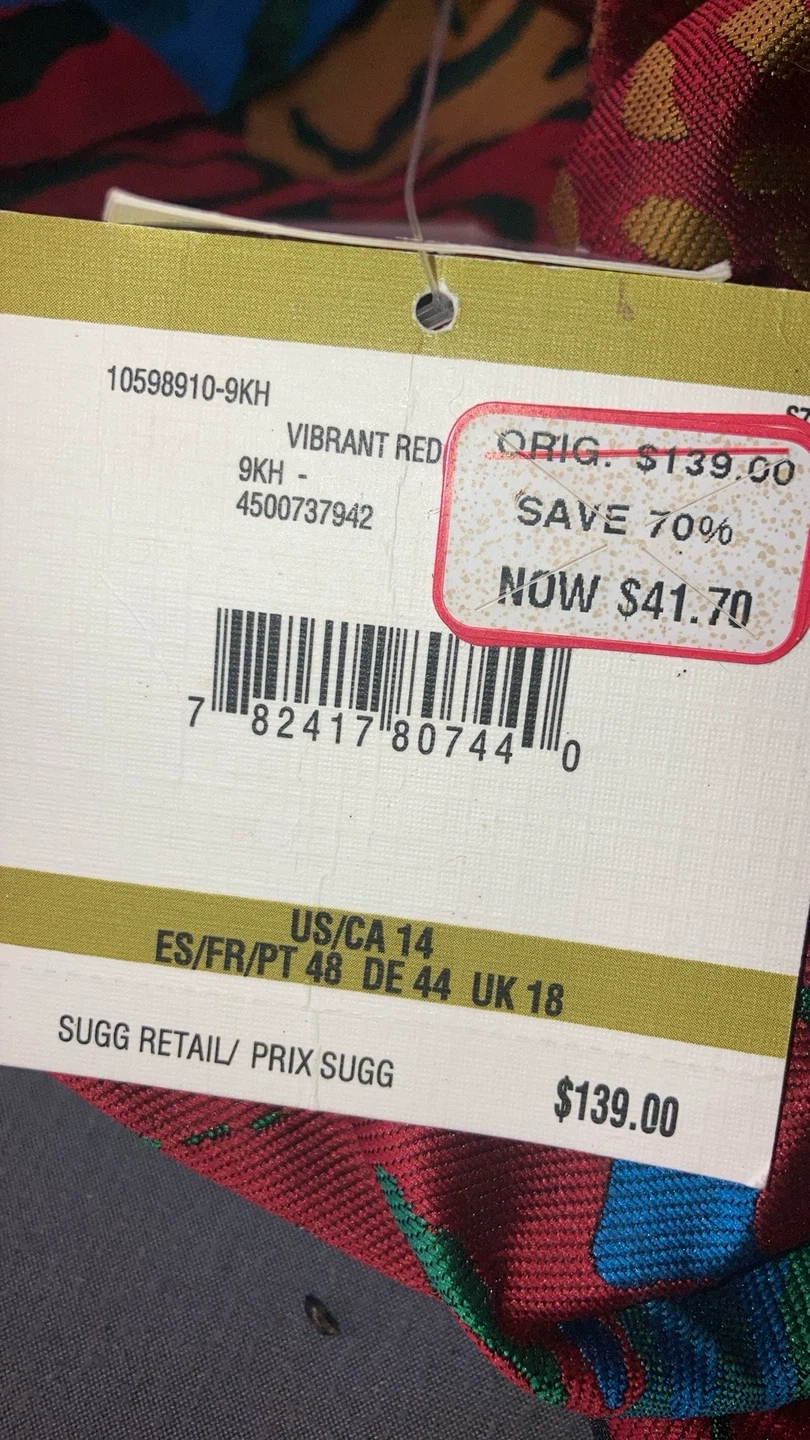 10598910-9KH
VIBRANT RED
9KH -
4500737942
ORIG. $139.00
SAVE 70%
NOW $41.70
7 82417 80744 0
US/CA 14
ES/FR/PT 48 DE 44 UK 18
SUGG RETAIL/ PRIX SUGG
$139.00